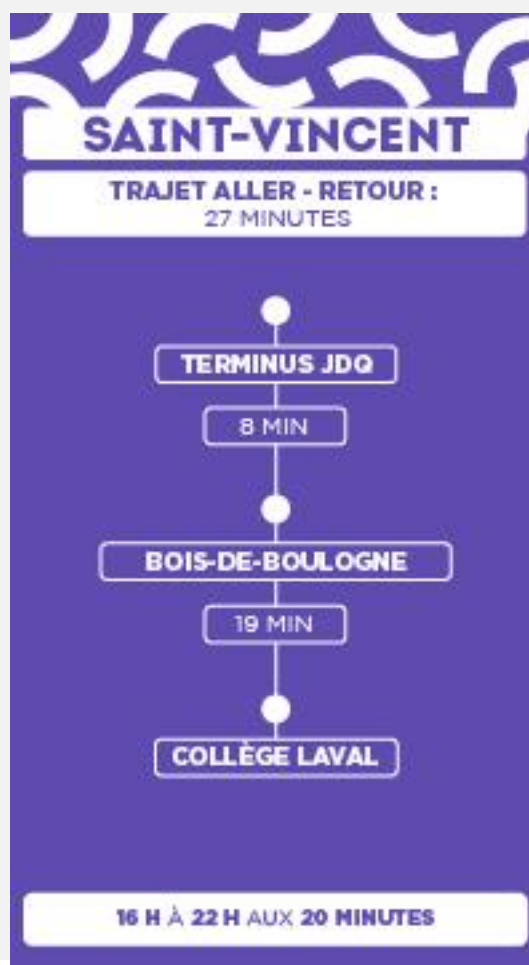 SAINT-VINCENT
TRAJET ALLER - RETOUR :
27 MINUTES
TERMINUS JDQ
8 MIN
BOIS-DE-BOULOGNE
19 MIN
COLLÈGE LAVAL
16 H À 22 H AUX 20 MINUTES